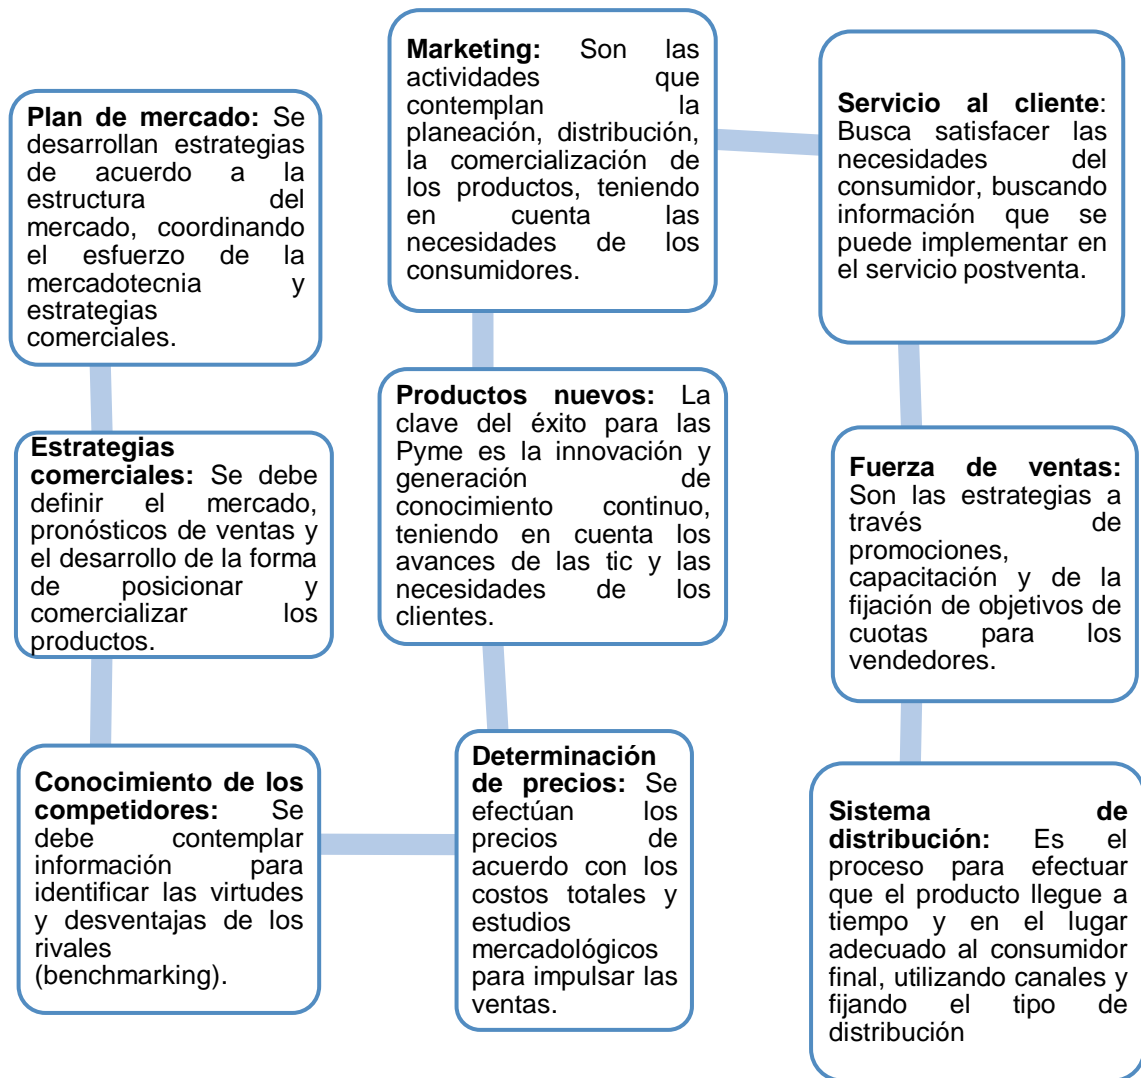 Plan de mercado: Se
desarrollan estrategias
de acuerdo a la
estructura del
mercado, coordinando
el esfuerzo de la
mercadotecnia y
estrategias
comerciales.
Estrategias
comerciales: Se debe
definir el mercado,
pronósticos de ventas y
el desarrollo de la forma
de posicionar y
comercializar los
productos.
Conocimiento de los
competidores: Se
debe contemplar
información para
identificar las virtudes
y desventajas de los
rivales
(benchmarking).
Determinación
de precios: Se
efectúan los
precios de
acuerdo con los
costos totales y
estudios
mercadológicos
para impulsar las
ventas.
Productos nuevos: La
clave del éxito para las
Pyme es la innovación y
generación de
conocimiento continuo,
teniendo en cuenta los
avances de las tic y las
necesidades de los
clientes.
Marketing: Son las
actividades que
contemplan la
planeación, distribución,
la comercialización de
los productos, teniendo
en cuenta las
necesidades de los
consumidores.
Servicio al cliente:
Busca satisfacer las
necesidades del
consumidor, buscando
información que se
puede implementar en
el servicio postventa.
Fuerza de ventas:
Son las estrategias a
través de
promociones,
capacitación y de la
fijación de objetivos de
cuotas para los
vendedores.
Sistema de
distribución: Es el
proceso para efectuar
que el producto llegue a
tiempo y en el lugar
adecuado al consumidor
final, utilizando canales y
fijando el tipo de
distribución